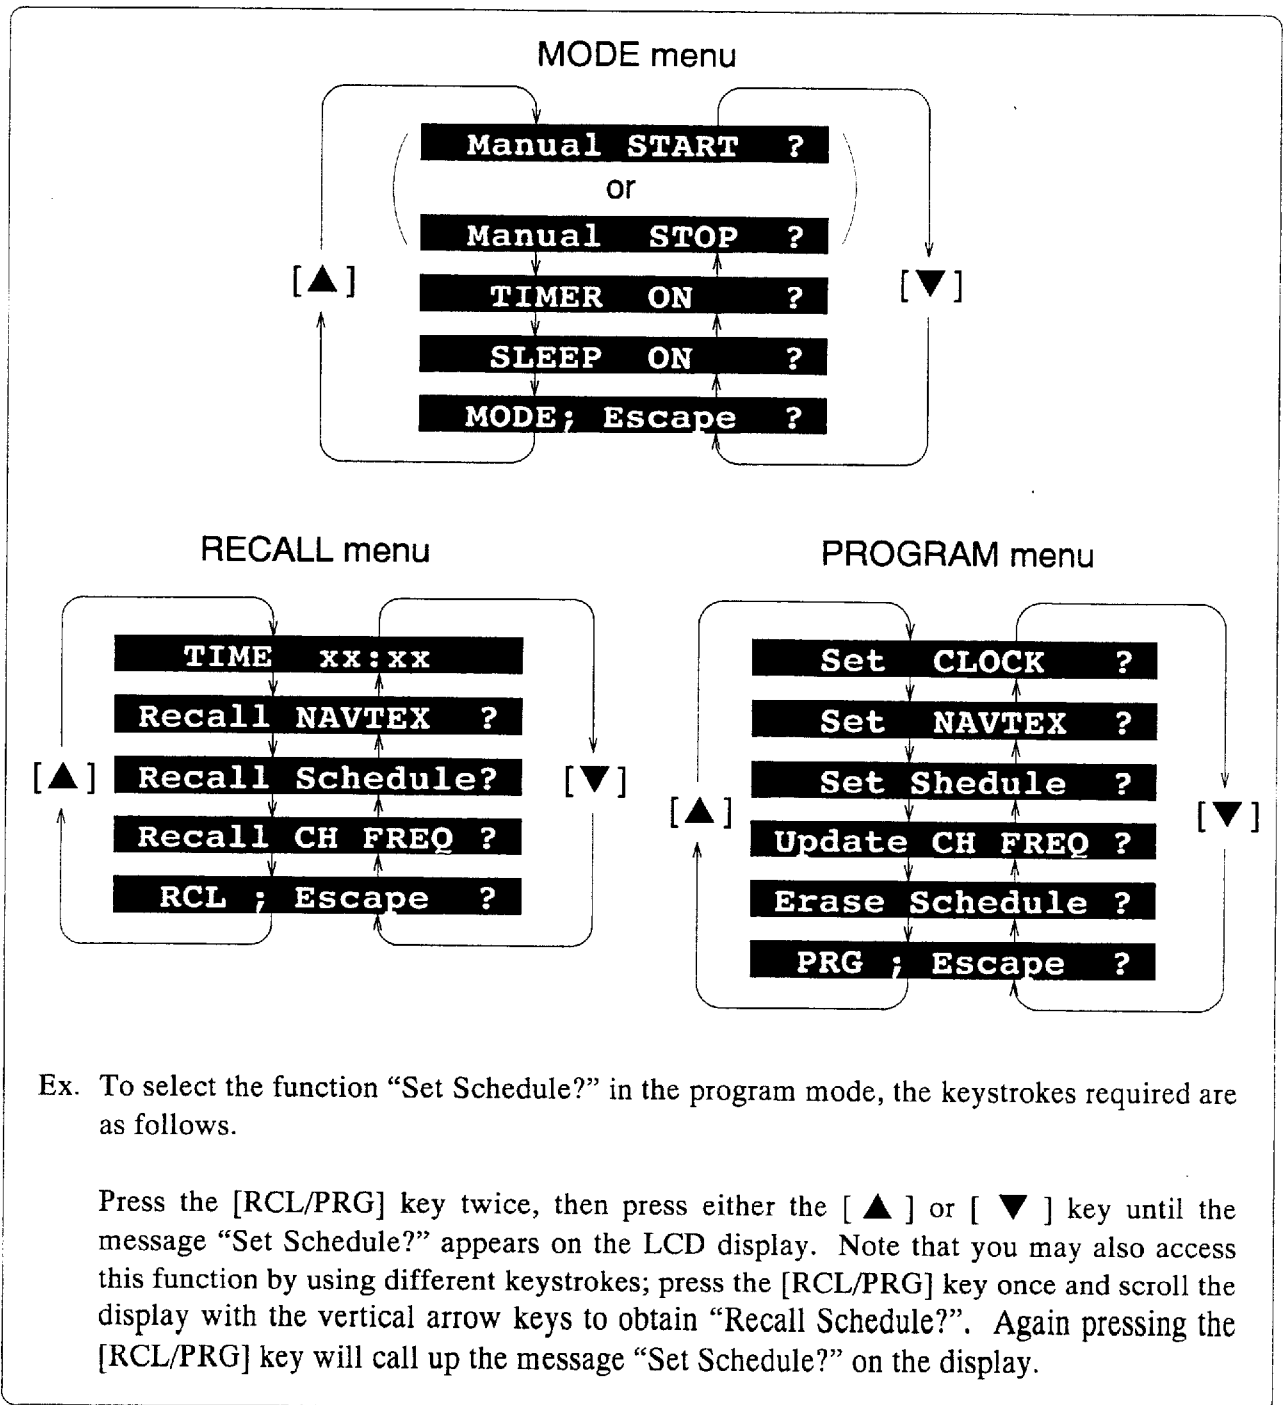 MODE menu
Manual START ?
or
Manual STOP ?
[▲]
[▼]
TIMER ON ?
SLEEP ON ?
MODE; Escape ?
RECALL menu
TIME xx:xx
Recall NAVTEX ?
[▲]
Recall Schedule?
[▼]
Recall CH FREQ ?
RCL ; Escape ?
PROGRAM menu
Set CLOCK ?
Set NAVTEX ?
Set Shedule ?
[▲]
[▼]
Update CH FREQ ?
Erase Schedule ?
PRG ; Escape ?
Ex. To select the function “Set Schedule?” in the program mode, the keystrokes required are
as follows.
Press the [RCL/PRG] key twice, then press either the [ ▲ ] or [ ▼ ] key until the
message “Set Schedule?” appears on the LCD display. Note that you may also access
this function by using different keystrokes; press the [RCL/PRG] key once and scroll the
display with the vertical arrow keys to obtain “Recall Schedule?”. Again pressing the
[RCL/PRG] key will call up the message “Set Schedule?” on the display.